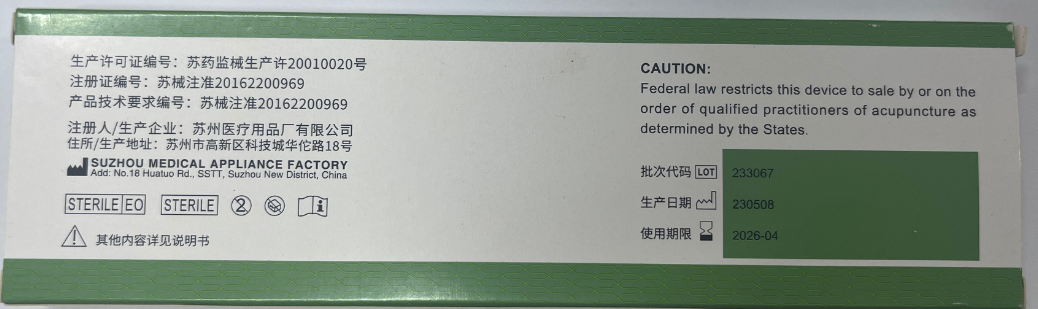 生产许可证编号：苏药监械生产许20010020号
注册证编号：苏械注准20162200969
产品技术要求编号：苏械注准20162200969
注册人/生产企业：苏州医疗用品厂有限公司
住所/生产地址：苏州市高新区科技城华佗路18号
SUZHOU MEDICAL APPLIANCE FACTORY
Add: No.18 Huatuo Rd., SSTT, Suzhou New District, China
STERILE EO STERILE 2 i
其他内容详见说明书
CAUTION:
Federal law restricts this device to sale by or on the
order of qualified practitioners of acupuncture as
determined by the States.
批次代码 LOT 233067
生产日期 230508
使用期限 2026-04